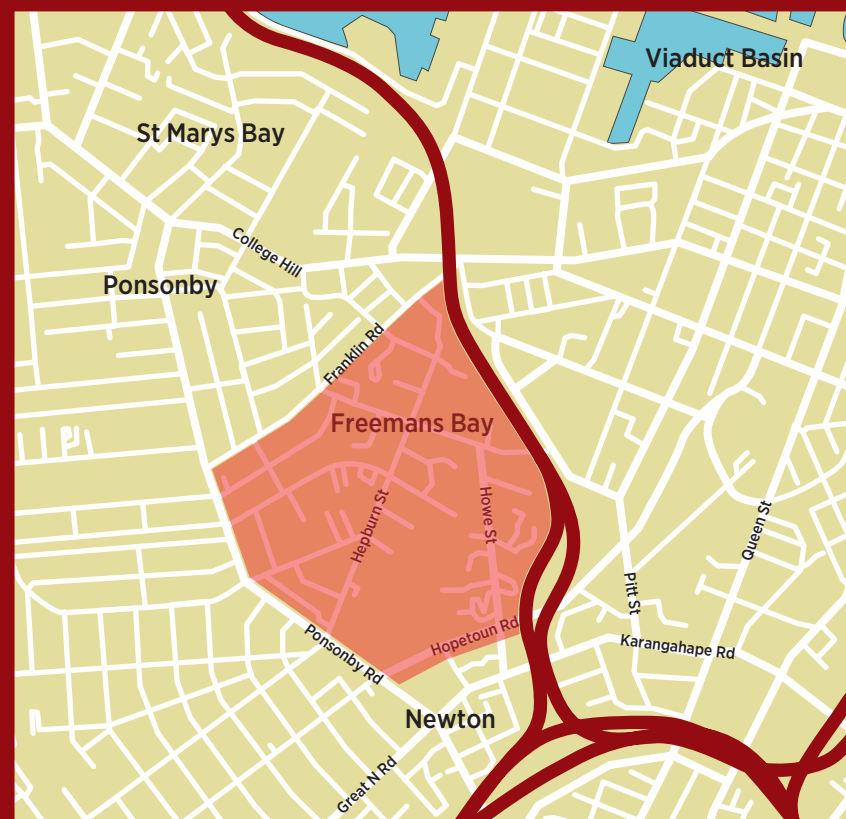 Viaduct Basin
St Marys Bay
College Hill
Ponsonby
Franklin Rd
Freemans Bay
Howe St
Hepburn St
Queen St
Pitt St
Hopetoun Rd
Ponsonby Rd
Karangahape Rd
Newton
Great N Rd